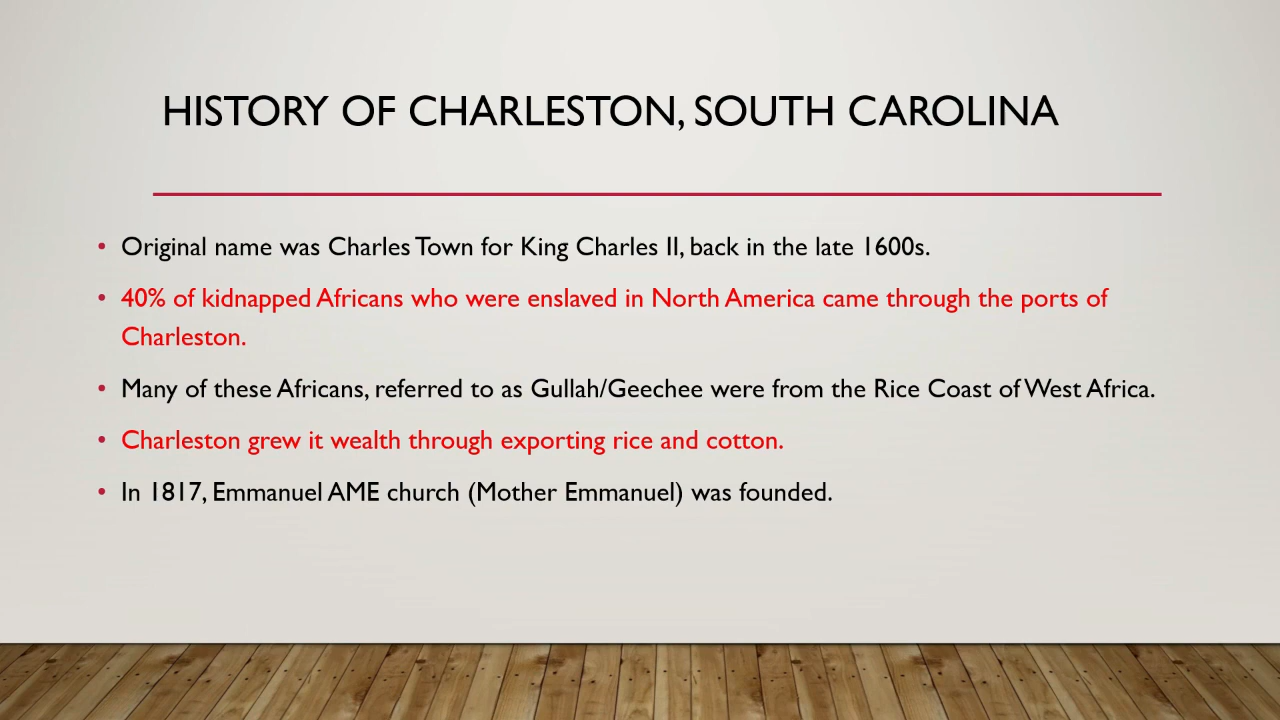 HISTORY OF CHARLESTON, SOUTH CAROLINA
• Original name was Charles Town for King Charles II, back in the late 1600s.
• 40% of kidnapped Africans who were enslaved in North America came through the ports of
Charleston.
• Many of these Africans, referred to as Gullah/Geechee were from the Rice Coast of West Africa.
• Charleston grew it wealth through exporting rice and cotton.
• In 1817, Emmanuel AME church (Mother Emmanuel) was founded.